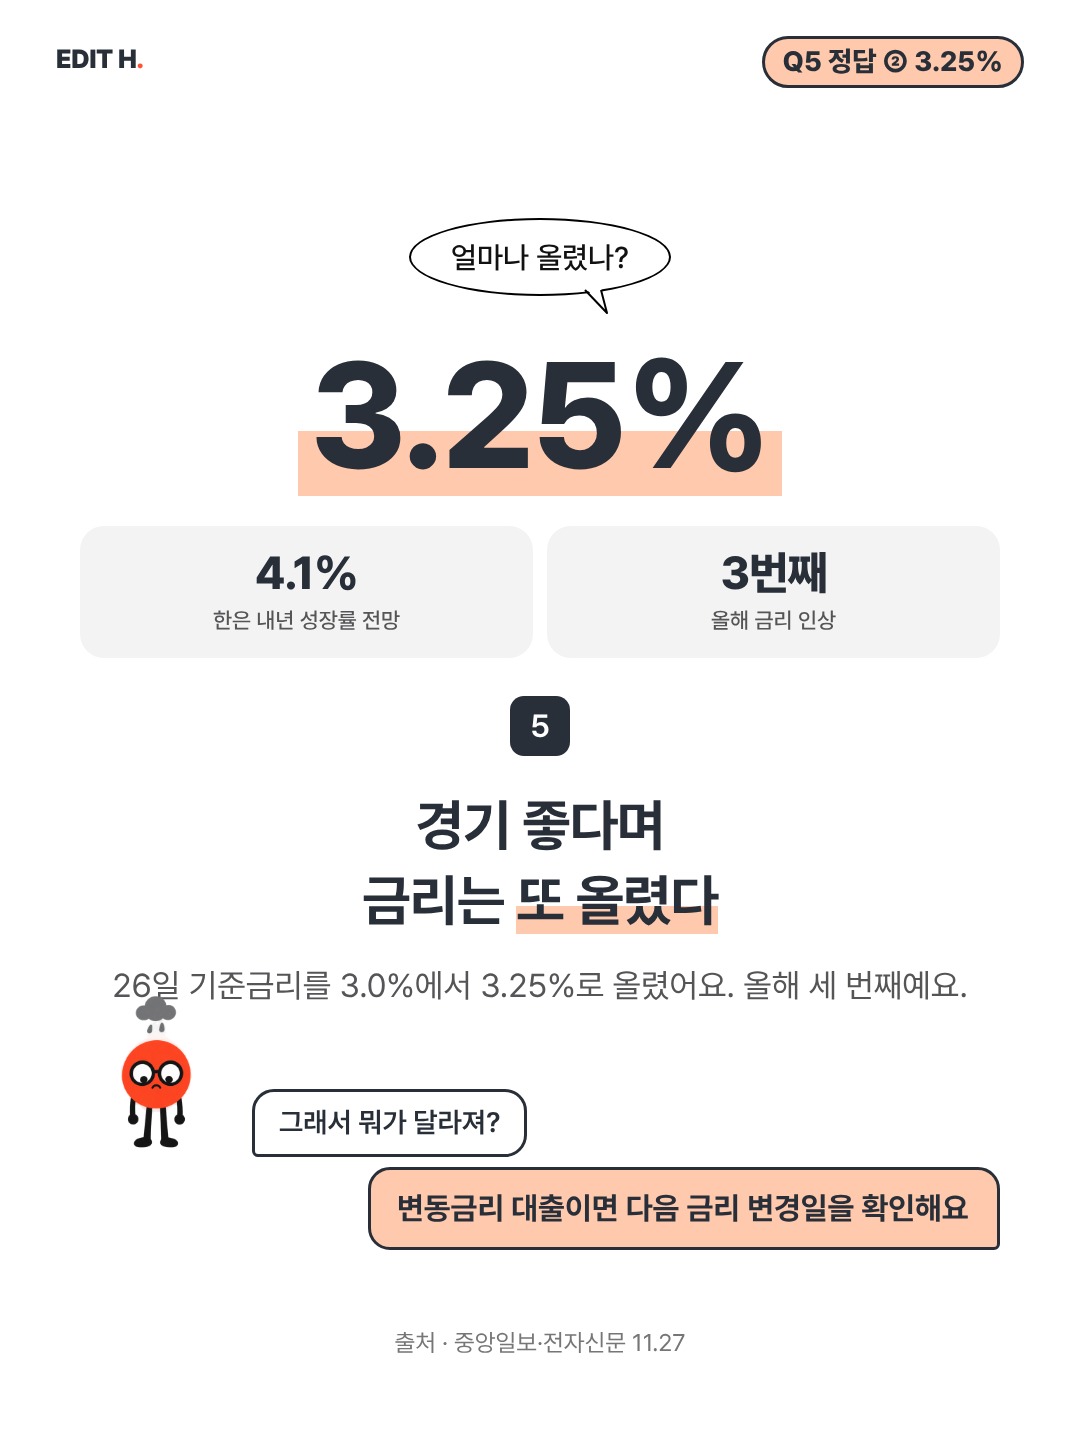 EDIT H.
Q5 정답 ② 3.25%
얼마나 올렸나?
3.25%
4.1%
한은 내년 성장률 전망
3번째
올해 금리 인상
5
경기 좋다며
금리는 또 올렸다
26일 기준금리를 3.0%에서 3.25%로 올렸어요. 올해 세 번째예요.
그래서 뭐가 달라져?
변동금리 대출이면 다음 금리 변경일을 확인해요
출처 · 중앙일보·전자신문 11.27